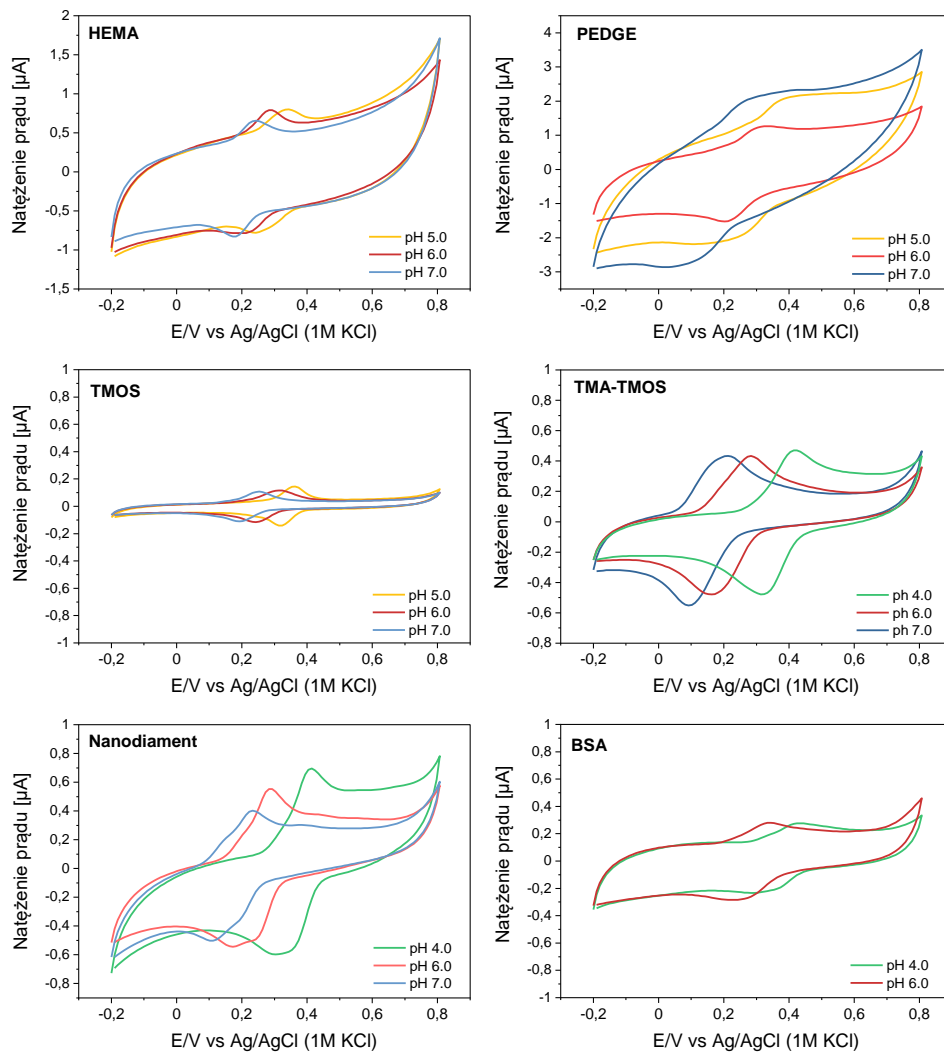 HEMA
Natężenie prądu [µA]
2
1,5
1
0,5
0
-0,5
-1
-1,5
-0,2 0 0,2 0,4 0,6 0,8
pH 5.0
pH 6.0
pH 7.0
E/V vs Ag/AgCl (1M KCl)
PEDGE
Natężenie prądu [µA]
4
3
2
1
0
-1
-2
-3
-0,2 0 0,2 0,4 0,6 0,8
pH 5.0
pH 6.0
pH 7.0
E/V vs Ag/AgCl (1M KCl)
TMOS
Natężenie prądu [µA]
1
0,8
0,6
0,4
0,2
0
-0,2
-0,4
-0,6
-0,8
-1
-0,2 0 0,2 0,4 0,6 0,8
pH 5.0
pH 6.0
pH 7.0
E/V vs Ag/AgCl (1M KCl)
TMA-TMOS
Natężenie prądu [µA]
1
0,8
0,6
0,4
0,2
0
-0,2
-0,4
-0,6
-0,8
-0,2 0 0,2 0,4 0,6 0,8
ph 4.0
ph 6.0
ph 7.0
E/V vs Ag/AgCl (1M KCl)
Nanodiament
Natężenie prądu [µA]
1
0,8
0,6
0,4
0,2
0
-0,2
-0,4
-0,6
-0,8
-0,2 0 0,2 0,4 0,6 0,8
pH 4.0
pH 6.0
pH 7.0
E/V vs Ag/AgCl (1M KCl)
BSA
Natężenie prądu [µA]
1
0,8
0,6
0,4
0,2
0
-0,2
-0,4
-0,6
-0,8
-1
-0,2 0 0,2 0,4 0,6 0,8
pH 4.0
pH 6.0
E/V vs Ag/AgCl (1M KCl)